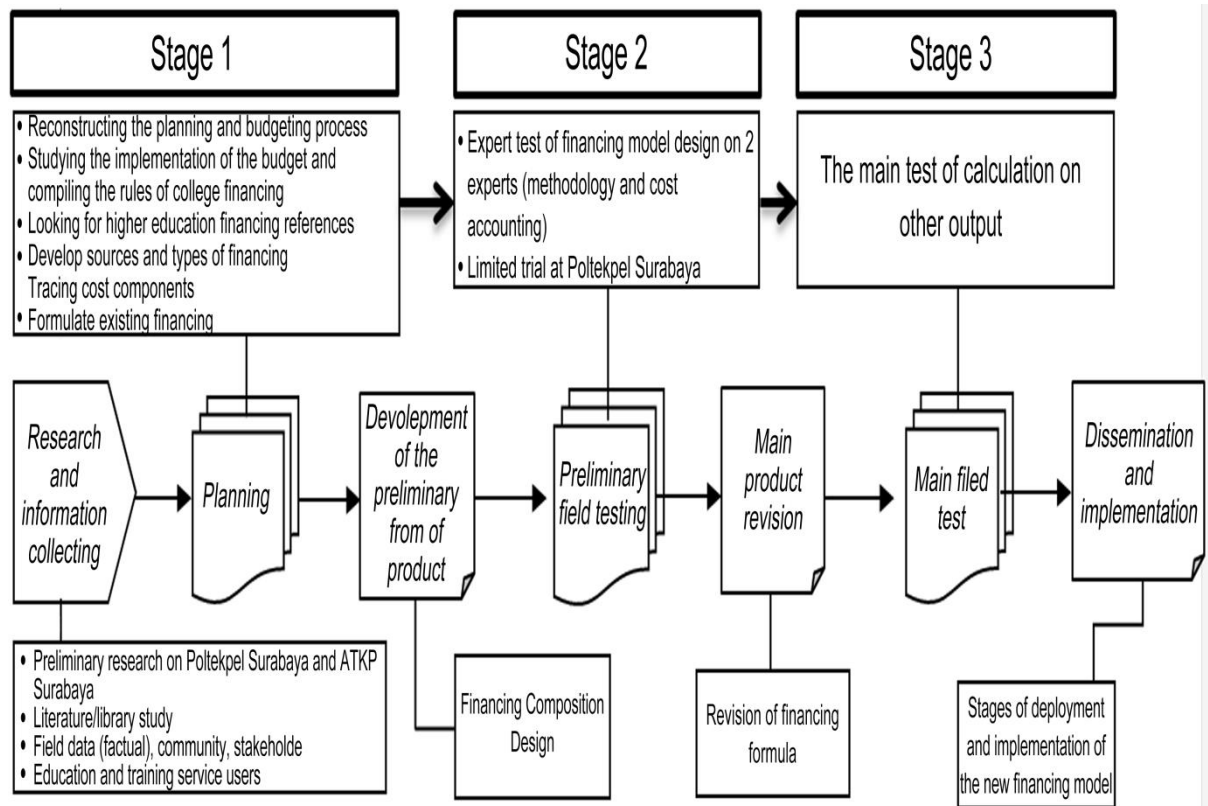 Stage 1
Stage 2
Stage 3
• Reconstructing the planning and budgeting process
• Studying the implementation of the budget and
compiling the rules of college financing
• Looking for higher education financing references
• Develop sources and types of financing
Tracing cost components
• Formulate existing financing
• Expert test of financing model design on 2
experts (methodology and cost
accounting)
• Limited trial at Poltekpel Surabaya
The main test of calculation on
other output
Research
and
information
collecting
Planning
Devolepment
of the
preliminary
from of
product
Preliminary
field testing
Main
product
revision
Main filed
test
Dissemination
and
implementation
• Preliminary research on Poltekpel Surabaya and ATKP
Surabaya
• Literature/library study
• Field data (factual), community, stakeholde
• Education and training service users
Financing Composition
Design
Revision of financing
formula
Stages of deployment
and implementation of
the new financing model